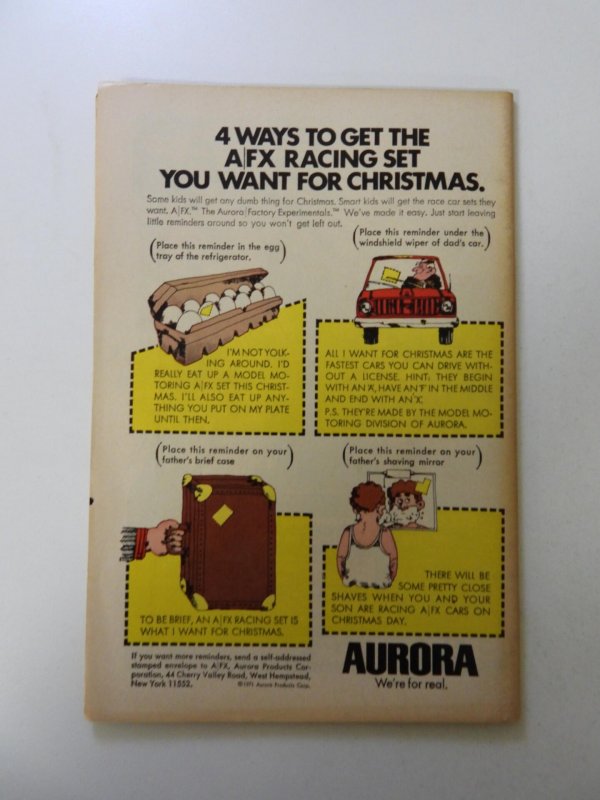 4 WAYS TO GET THE
A|FX RACING SET
YOU WANT FOR CHRISTMAS.
Some kids will get any dumb thing for Christmas. Smart kids will get the race car sets they
want. A|FX.™ The Aurora|Factory Experimentals.™ We've made it easy. Just start leaving
little reminders around so you won't get left out.
(Place this reminder in the egg
tray of the refrigerator.)
I'M NOT YOLK-
ING AROUND. I'D
REALLY EAT UP A MODEL MO-
TORING A|FX SET THIS CHRIST-
MAS. I'LL ALSO EAT UP ANY-
THING YOU PUT ON MY PLATE
UNTIL THEN.
(Place this reminder under the
windshield wiper of dad's car.)
ALL I WANT FOR CHRISTMAS ARE THE
FASTEST CARS YOU CAN DRIVE WITH-
OUT A LICENSE. HINT: THEY BEGIN
WITH AN 'A', HAVE AN 'F' IN THE MIDDLE
AND END WITH AN 'X'.
P.S. THEY'RE MADE BY THE MODEL MO-
TORING DIVISION OF AURORA.
(Place this reminder on your
father's brief case)
TO BE BRIEF, AN A|FX RACING SET IS
WHAT I WANT FOR CHRISTMAS.
(Place this reminder on your
father's shaving mirror)
THERE WILL BE
SOME PRETTY CLOSE
SHAVES WHEN YOU AND YOUR
SON ARE RACING A|FX CARS ON
CHRISTMAS DAY.
If you want more reminders, send a self-addressed
stamped envelope to A|FX, Aurora Products Cor-
poration, 44 Cherry Valley Road, West Hempstead,
New York 11552.
©1971 Aurora Products Corp.
AURORA
We're for real.